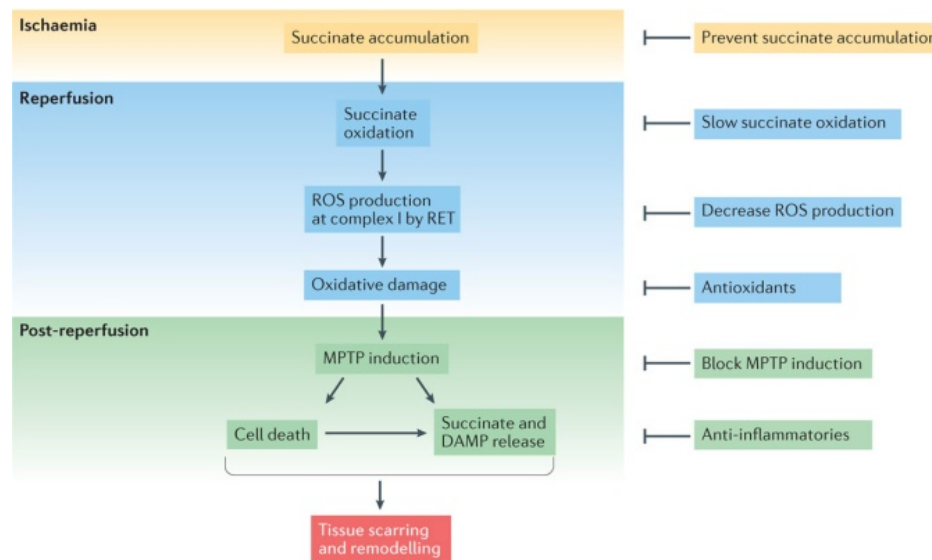 Ischaemia
Succinate accumulation
Prevent succinate accumulation
Reperfusion
Succinate
oxidation
Slow succinate oxidation
ROS production
at complex I by RET
Decrease ROS production
Oxidative damage
Antioxidants
Post-reperfusion
MPTP induction
Block MPTP induction
Cell death
Succinate and
DAMP release
Anti-inflammatories
Tissue scarring
and remodelling